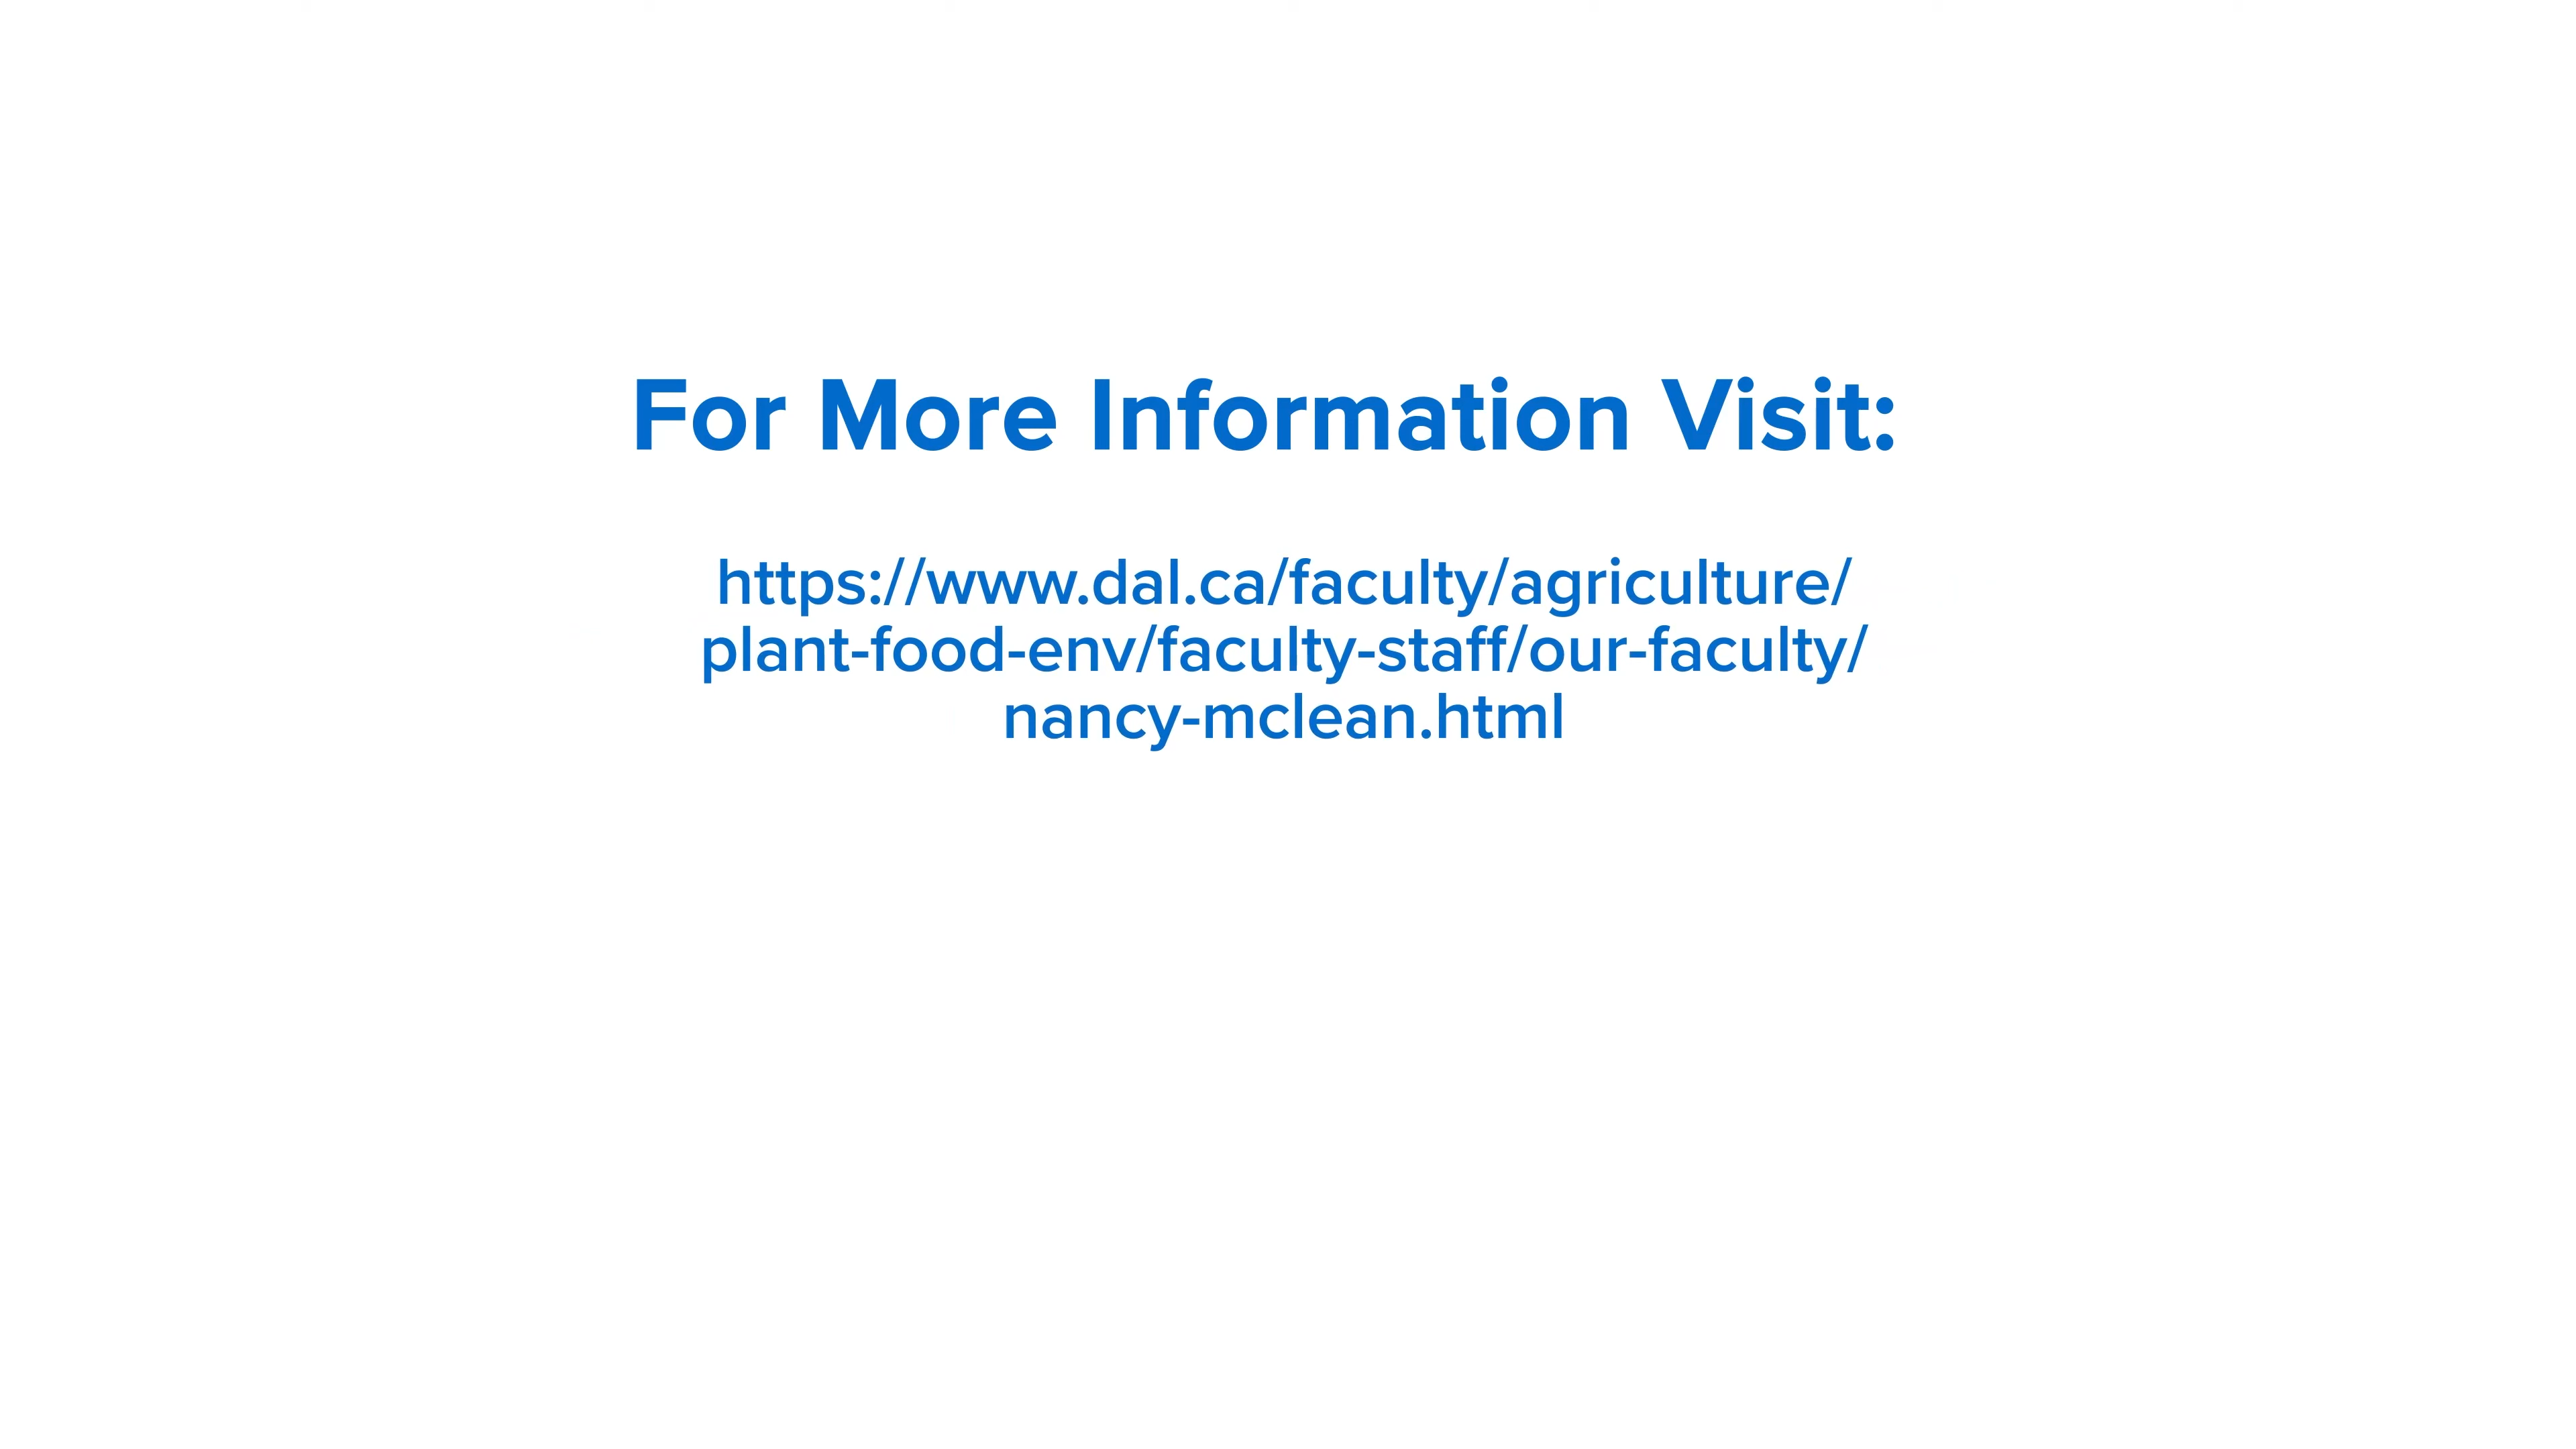 For More Information Visit:
https://www.dal.ca/faculty/agriculture/
plant-food-env/faculty-staff/our-faculty/
nancy-mclean.html